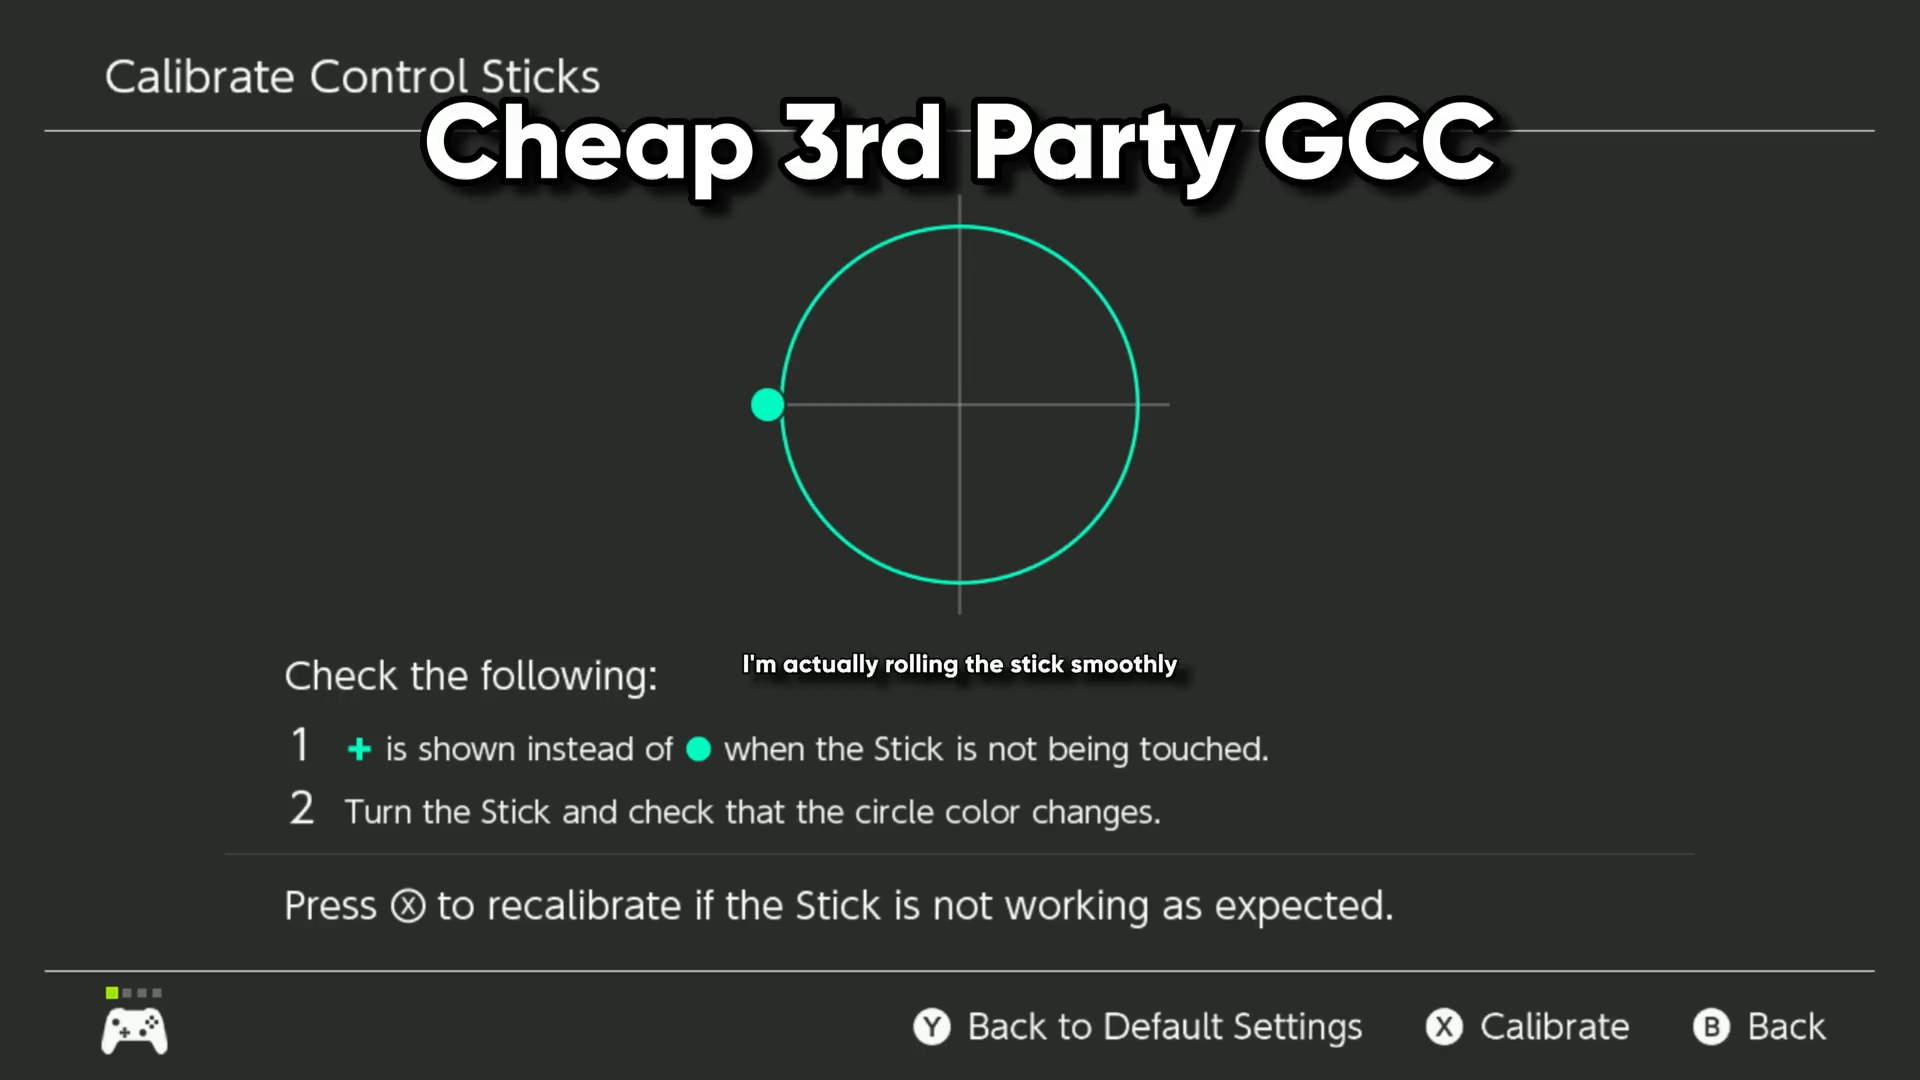 Calibrate Control Sticks
Cheap 3rd Party GCC
I'm actually rolling the stick smoothly
Check the following:
1 + is shown instead of ● when the Stick is not being touched.
2 Turn the Stick and check that the circle color changes.
Press Ⓧ to recalibrate if the Stick is not working as expected.
Y Back to Default Settings X Calibrate B Back